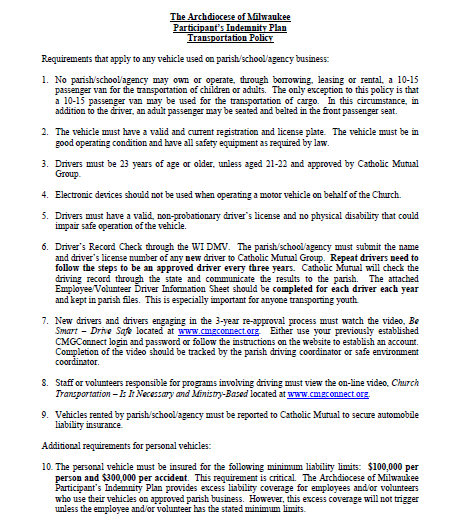 The Archdiocese of Milwaukee
Participant's Indemnity Plan
Transportation Policy
Requirements that apply to any vehicle used on parish/school/agency business:
1. No parish/school/agency may own or operate, through borrowing, leasing or rental, a 10-15
passenger van for the transportation of children or adults. The only exception to this policy is that
a 10-15 passenger van may be used for the transportation of cargo. In this circumstance, in
addition to the driver, an adult passenger may be seated and belted in the front passenger seat.
2. The vehicle must have a valid and current registration and license plate. The vehicle must be in
good operating condition and have all safety equipment as required by law.
3. Drivers must be 23 years of age or older, unless aged 21-22 and approved by Catholic Mutual
Group.
4. Electronic devices should not be used when operating a motor vehicle on behalf of the Church.
5. Drivers must have a valid, non-probationary driver's license and no physical disability that could
impair safe operation of the vehicle.
6. Driver's Record Check through the WI DMV. The parish/school/agency must submit the name
and driver's license number of any new driver to Catholic Mutual Group. Repeat drivers need to
follow the steps to be an approved driver every three years. Catholic Mutual will check the
driving record through the state and communicate the results to the parish. The attached
Employee/Volunteer Driver Information Sheet should be completed for each driver each year
and kept in parish files. This is especially important for anyone transporting youth.
7. New drivers and drivers engaging in the 3-year re-approval process must watch the video, Be
Smart – Drive Safe located at www.cmgconnect.org. Either use your previously established
CMGConnect login and password or follow the instructions on the website to establish an account.
Completion of the video should be tracked by the parish driving coordinator or safe environment
coordinator.
8. Staff or volunteers responsible for programs involving driving must view the on-line video, Church
Transportation – Is It Necessary and Ministry-Based located at www.cmgconnect.org.
9. Vehicles rented by parish/school/agency must be reported to Catholic Mutual to secure automobile
liability insurance.
Additional requirements for personal vehicles:
10. The personal vehicle must be insured for the following minimum liability limits: $100,000 per
person and $300,000 per accident. This requirement is critical. The Archdiocese of Milwaukee
Participant's Indemnity Plan provides excess liability coverage for employees and/or volunteers
who use their vehicles on approved parish business. However, this excess coverage will not trigger
unless the employee and/or volunteer has the stated minimum limits.